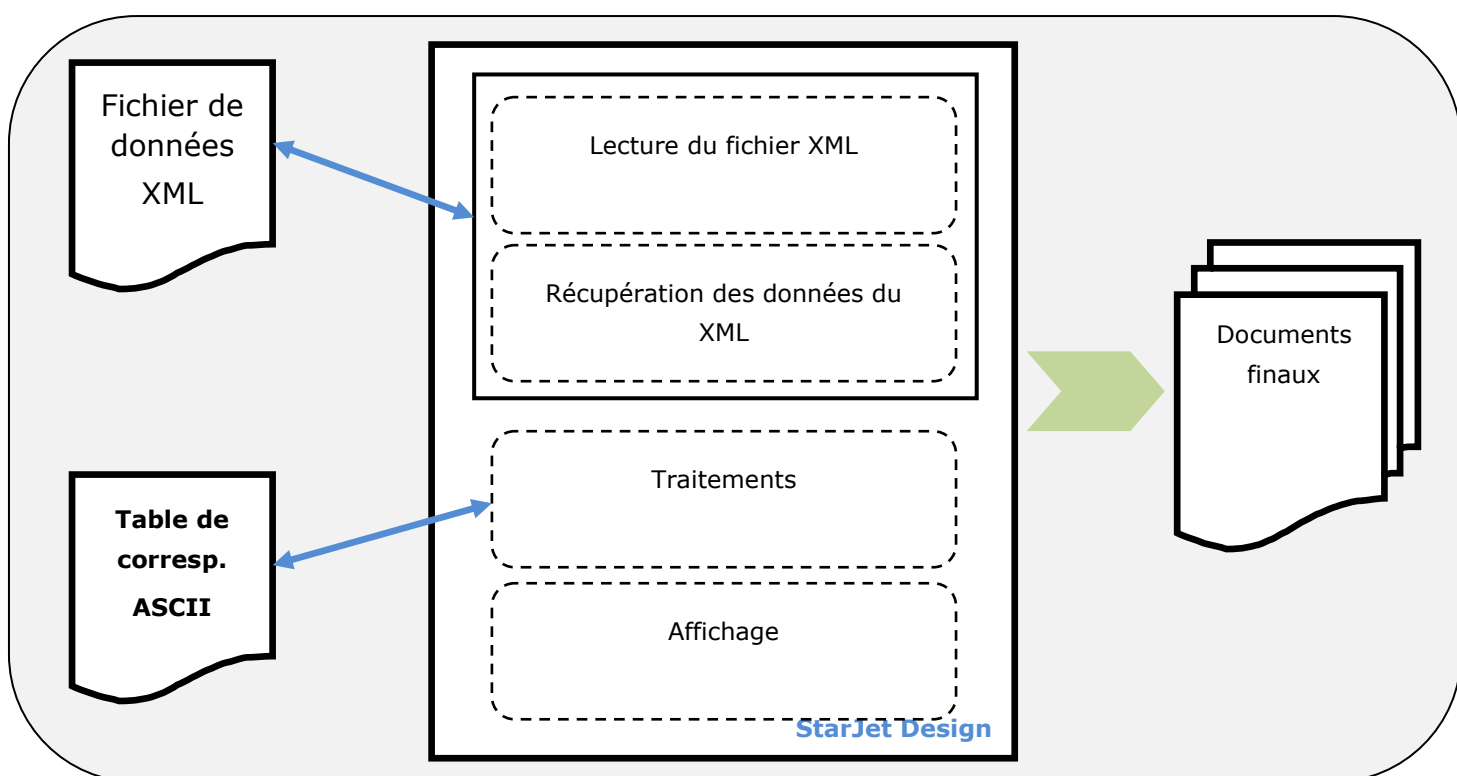 Fichier de
données
XML
Lecture du fichier XML
Récupération des données du
XML
Documents
finaux
Traitements
Table de
corresp.
ASCII
Affichage
StarJet Design